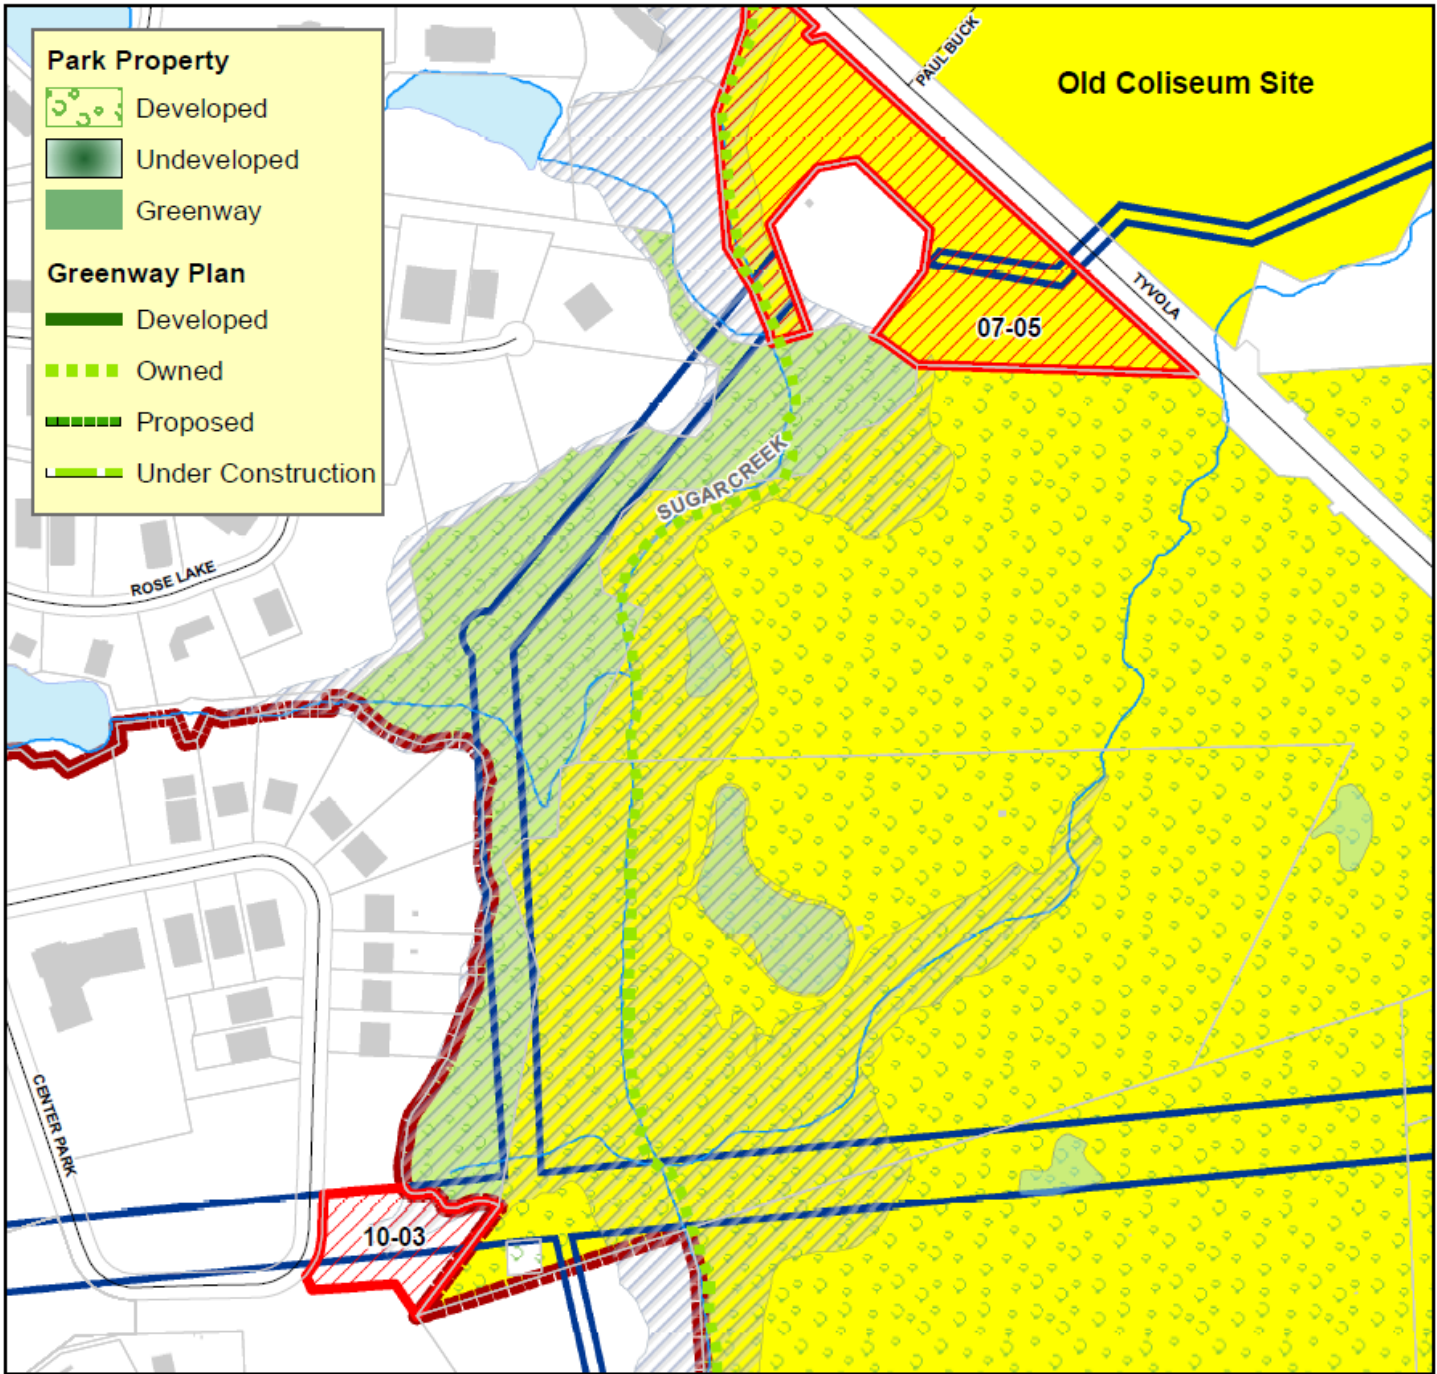 Park Property
Developed
Undeveloped
Greenway
Greenway Plan
Developed
Owned
Proposed
Under Construction
PAUL BUCK
Old Coliseum Site
TYVOLA
07-05
SUGARCREEK
ROSE LAKE
CENTER PARK
10-03